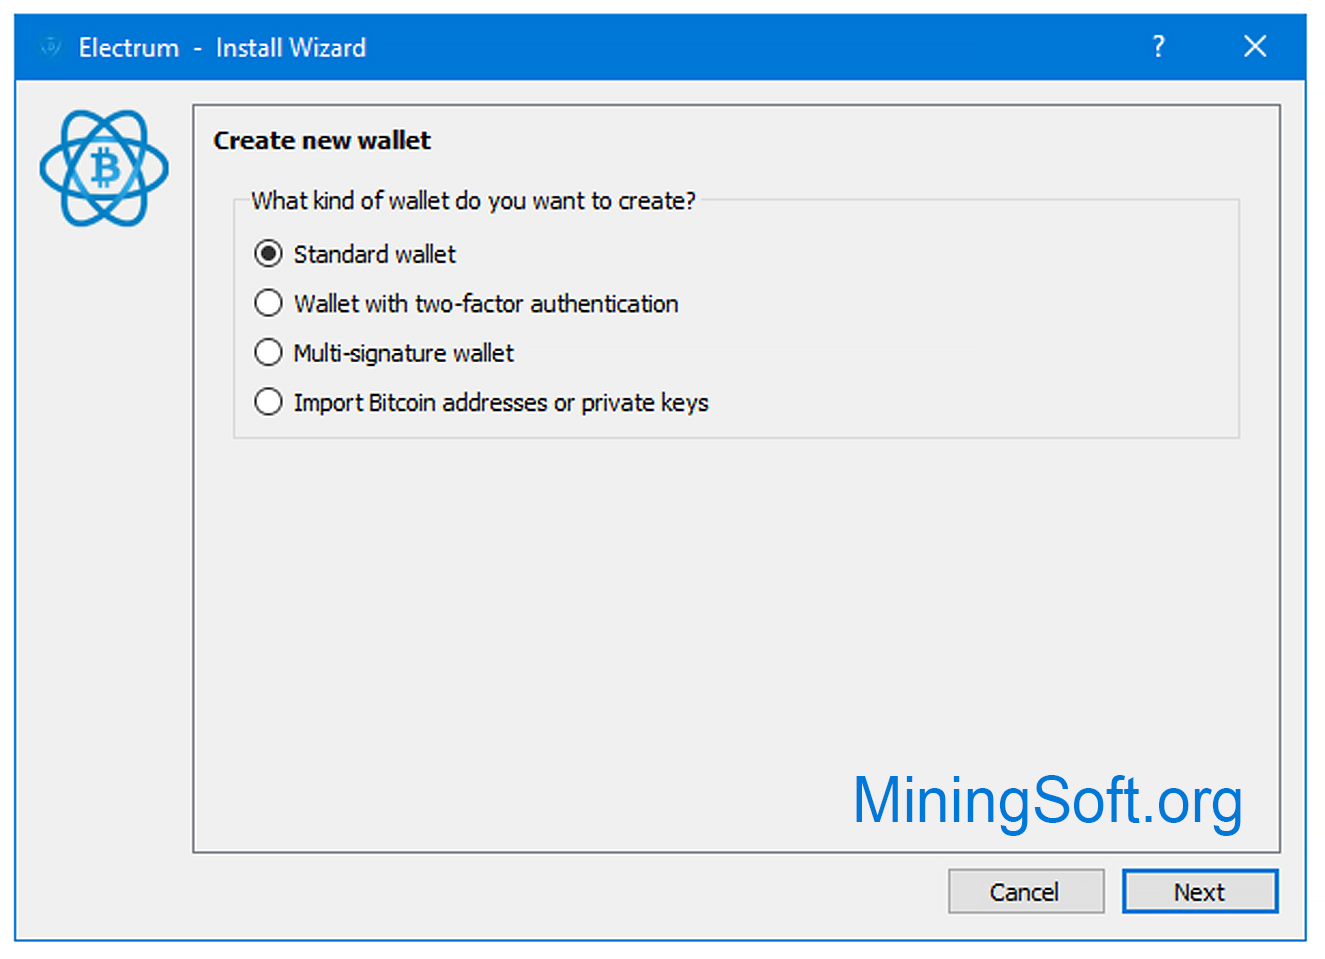 Electrum - Install Wizard
?
Create new wallet
What kind of wallet do you want to create?
Standard wallet
Wallet with two-factor authentication
Multi-signature wallet
Import Bitcoin addresses or private keys
MiningSoft.org
Cancel
Next